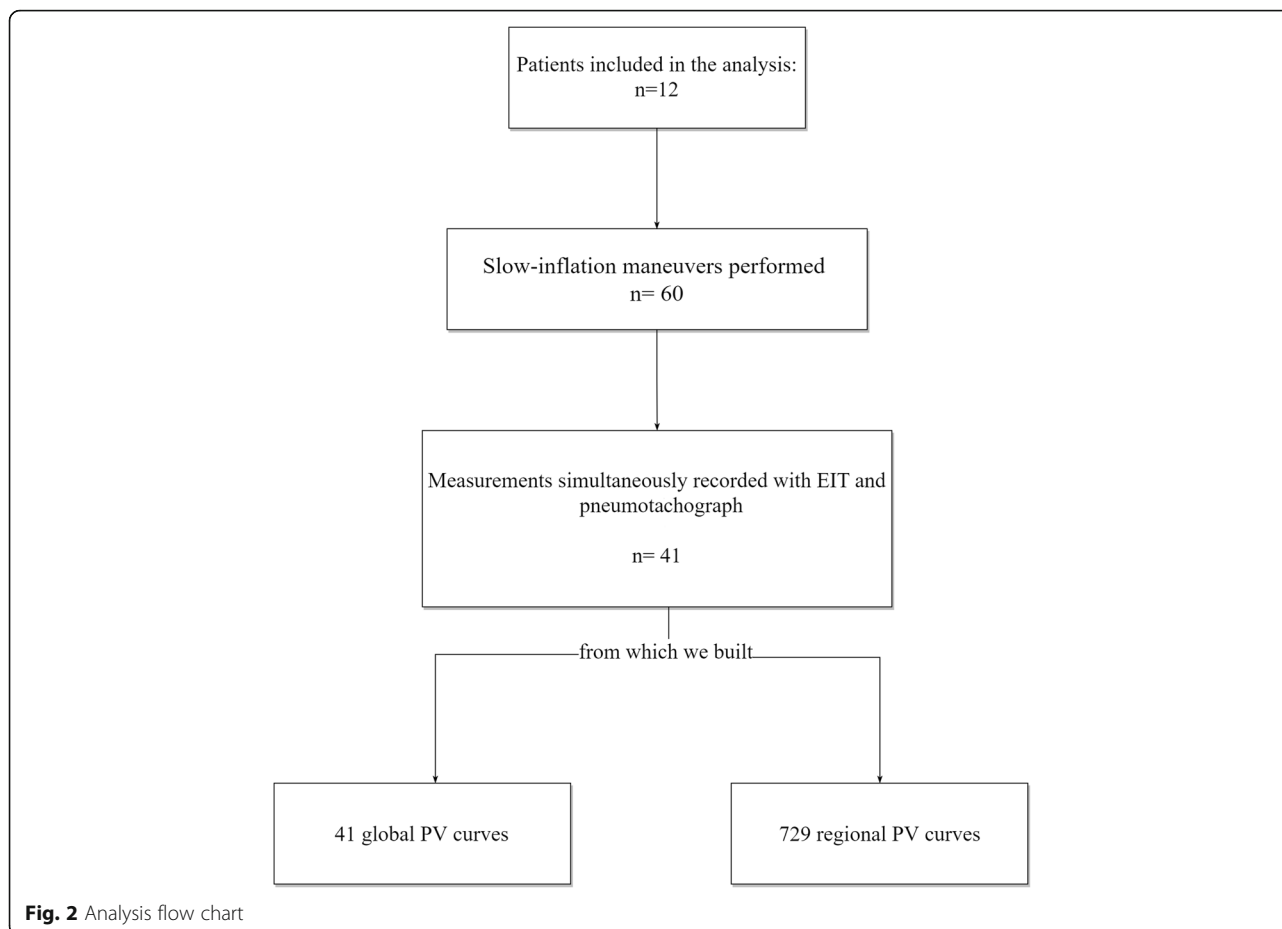 Patients included in the analysis:
n=12
Slow-inflation maneuvers performed
n= 60
Measurements simultaneously recorded with EIT and
pneumotachograph
n= 41
from which we built
41 global PV curves
729 regional PV curves
Fig. 2 Analysis flow chart